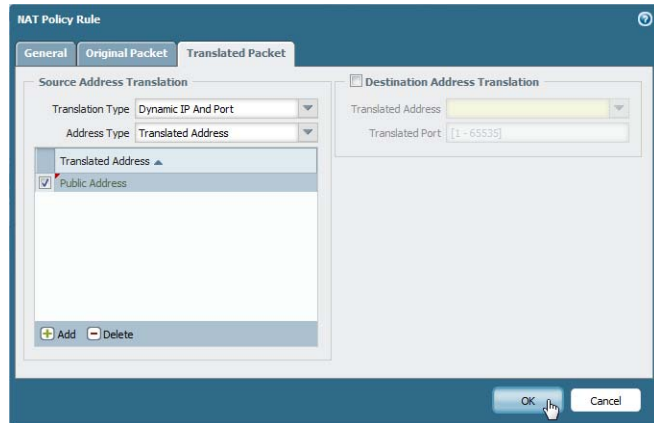 NAT Policy Rule
General Original Packet Translated Packet
Source Address Translation
Translation Type Dynamic IP And Port
Address Type Translated Address
Translated Address
Public Address
Add Delete
Destination Address Translation
Translated Address
Translated Port [1 - 65535]
OK Cancel